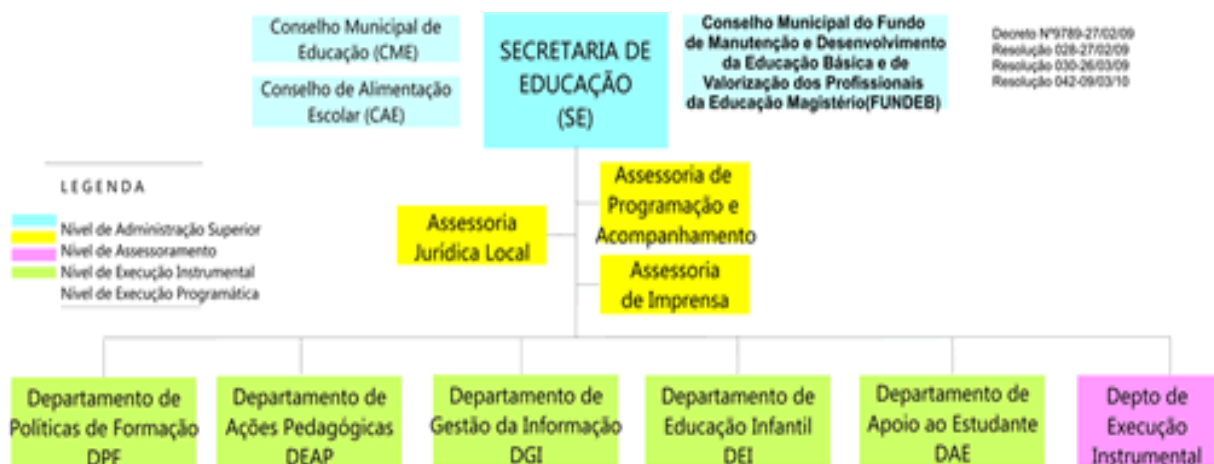 Conselho Municipal de
Educação (CME)
Conselho de Alimentação
Escolar (CAE)
SECRETARIA DE
EDUCAÇÃO
(SE)
Conselho Municipal do Fundo
de Manutenção e Desenvolvimento
da Educação Básica e de
Valorização dos Profissionais
da Educação Magistério(FUNDEB)
Decreto Nº9789-27/02/09
Resolução 028-27/02/09
Resolução 030-26/03/09
Resolução 042-09/03/10
LEGENDA
Nível de Administração Superior
Nível de Assessoramento
Nível de Execução Instrumental
Nível de Execução Programática
Assessoria
Jurídica Local
Assessoria de
Programação e
Acompanhamento
Assessoria
de Imprensa
Departamento de
Políticas de Formação
DPF
Departamento de
Ações Pedagógicas
DEAP
Departamento de
Gestão da Informação
DGI
Departamento de
Educação Infantil
DEI
Departamento de
Apoio ao Estudante
DAE
Depto de
Execução
Instrumental